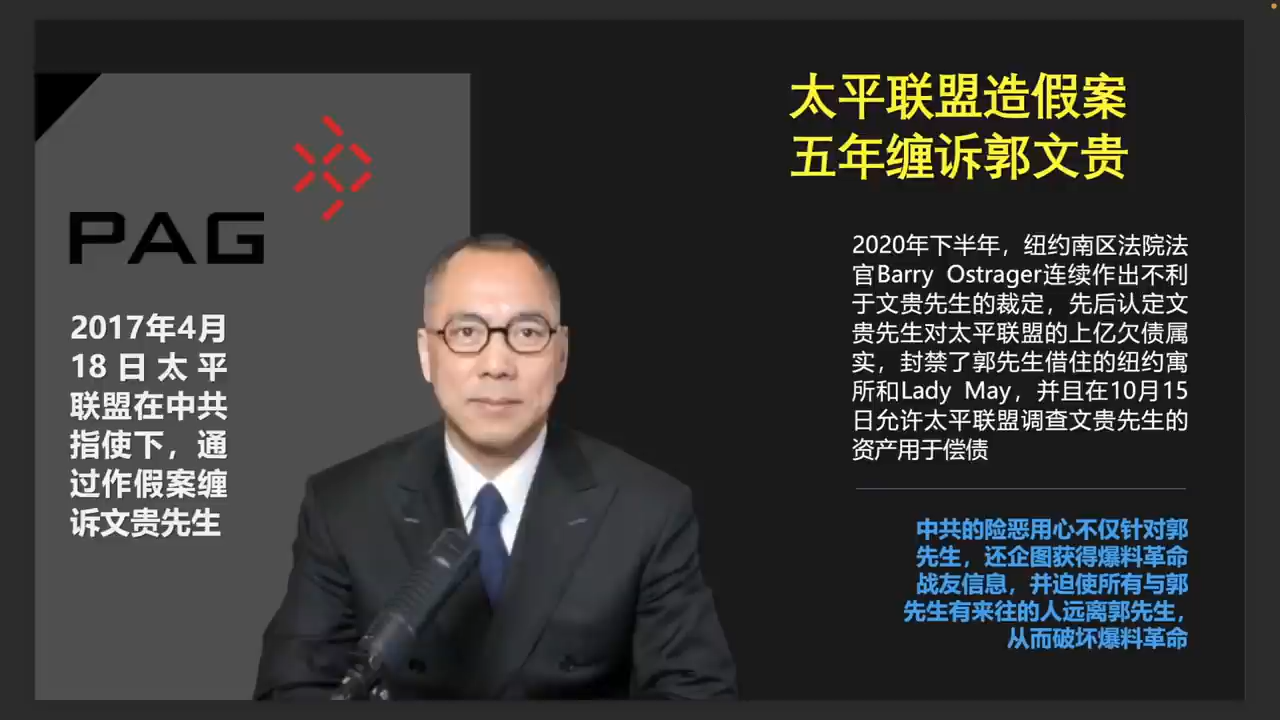 PAG
2017年4月
18日太平
联盟在中共
指使下，通
过作假案缠
诉文贵先生
太平联盟造假案
五年缠诉郭文贵
2020年下半年，纽约南区法院法
官Barry Ostrager连续作出不利
于文贵先生的裁定，先后认定文
贵先生对太平联盟的上亿欠债属
实，封禁了郭先生借住的纽约寓
所和Lady May，并且在10月15
日允许太平联盟调查文贵先生的
资产用于偿债
中共的险恶用心不仅针对郭
先生，还企图获得爆料革命
战友信息，并迫使所有与郭
先生有来往的人远离郭先生，
从而破坏爆料革命